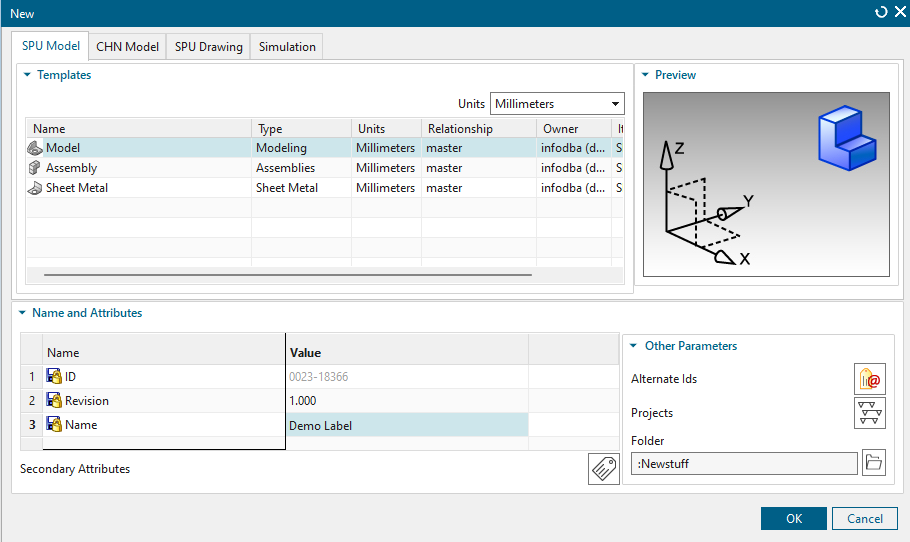 New
SPU Model CHN Model SPU Drawing Simulation
Templates
Units Millimeters
Name Type Units Relationship Owner It
Model Modeling Millimeters master infodba (d... S
Assembly Assemblies Millimeters master infodba (d... S
Sheet Metal Sheet Metal Millimeters master infodba (d... S
Preview
Z
Y
X
Name and Attributes
Name Value
1 ID 0023-18366
2 Revision 1.000
3 Name Demo Label
Secondary Attributes
Other Parameters
Alternate Ids
Projects
Folder
:Newstuff
OK Cancel